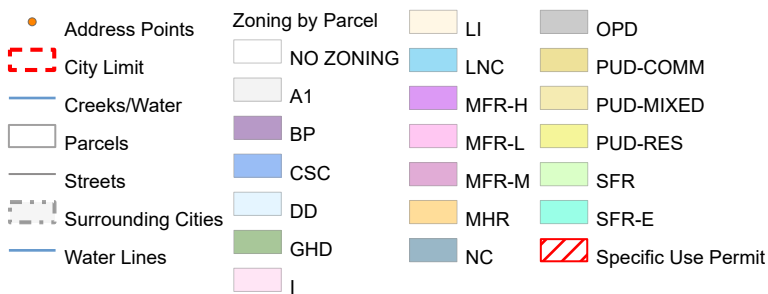 Address Points
City Limit
Creeks/Water
Parcels
Streets
Surrounding Cities
Water Lines
Zoning by Parcel
NO ZONING
A1
BP
CSC
DD
GHD
I
LI
LNC
MFR-H
MFR-L
MFR-M
MHR
NC
OPD
PUD-COMM
PUD-MIXED
PUD-RES
SFR
SFR-E
Specific Use Permit